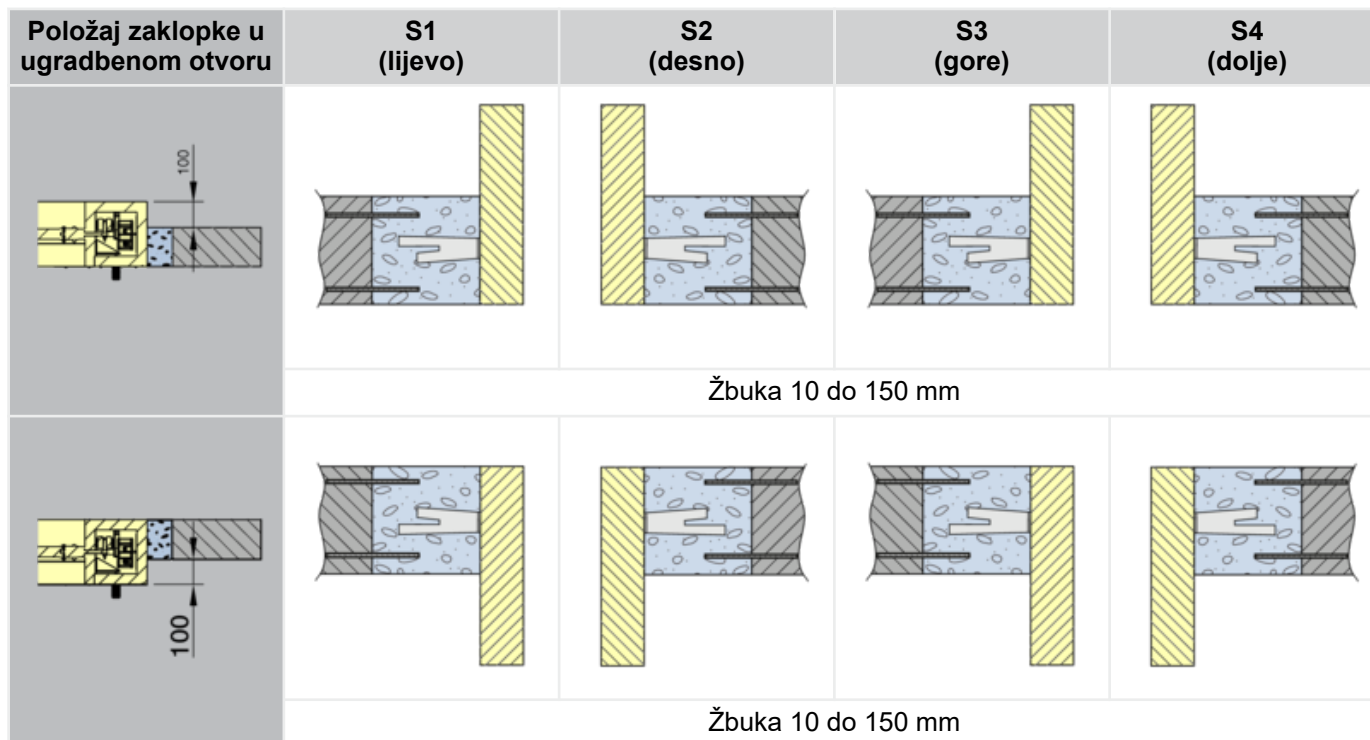 Položaj zaklopke u
ugradbenom otvoru
S1
(lijevo)
S2
(desno)
S3
(gore)
S4
(dolje)
100
Žbuka 10 do 150 mm
100
Žbuka 10 do 150 mm